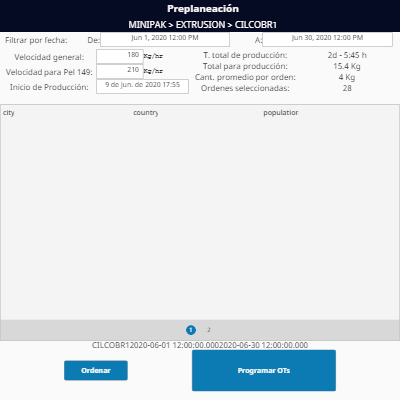 Preplaneación
MINIPAK > EXTRUSION > CILCOBR1
Filtrar por fecha: De: Jun 1, 2020 12:00 PM A: Jun 30, 2020 12:00 PM
Velocidad general: 180 Kg/hr T. total de producción: 2d - 5:45 h
Velocidad para Pel 149: 210 Kg/hr Total para producción: 15.4 Kg
Cant. promedio por orden: 4 Kg
Inicio de Producción: 9 de jun. de 2020 17:55 Ordenes seleccionadas: 28
city country population
1 2
CILCOBR12020-06-01 12:00:00.0002020-06-30 12:00:00.000
Ordenar Programar OTs